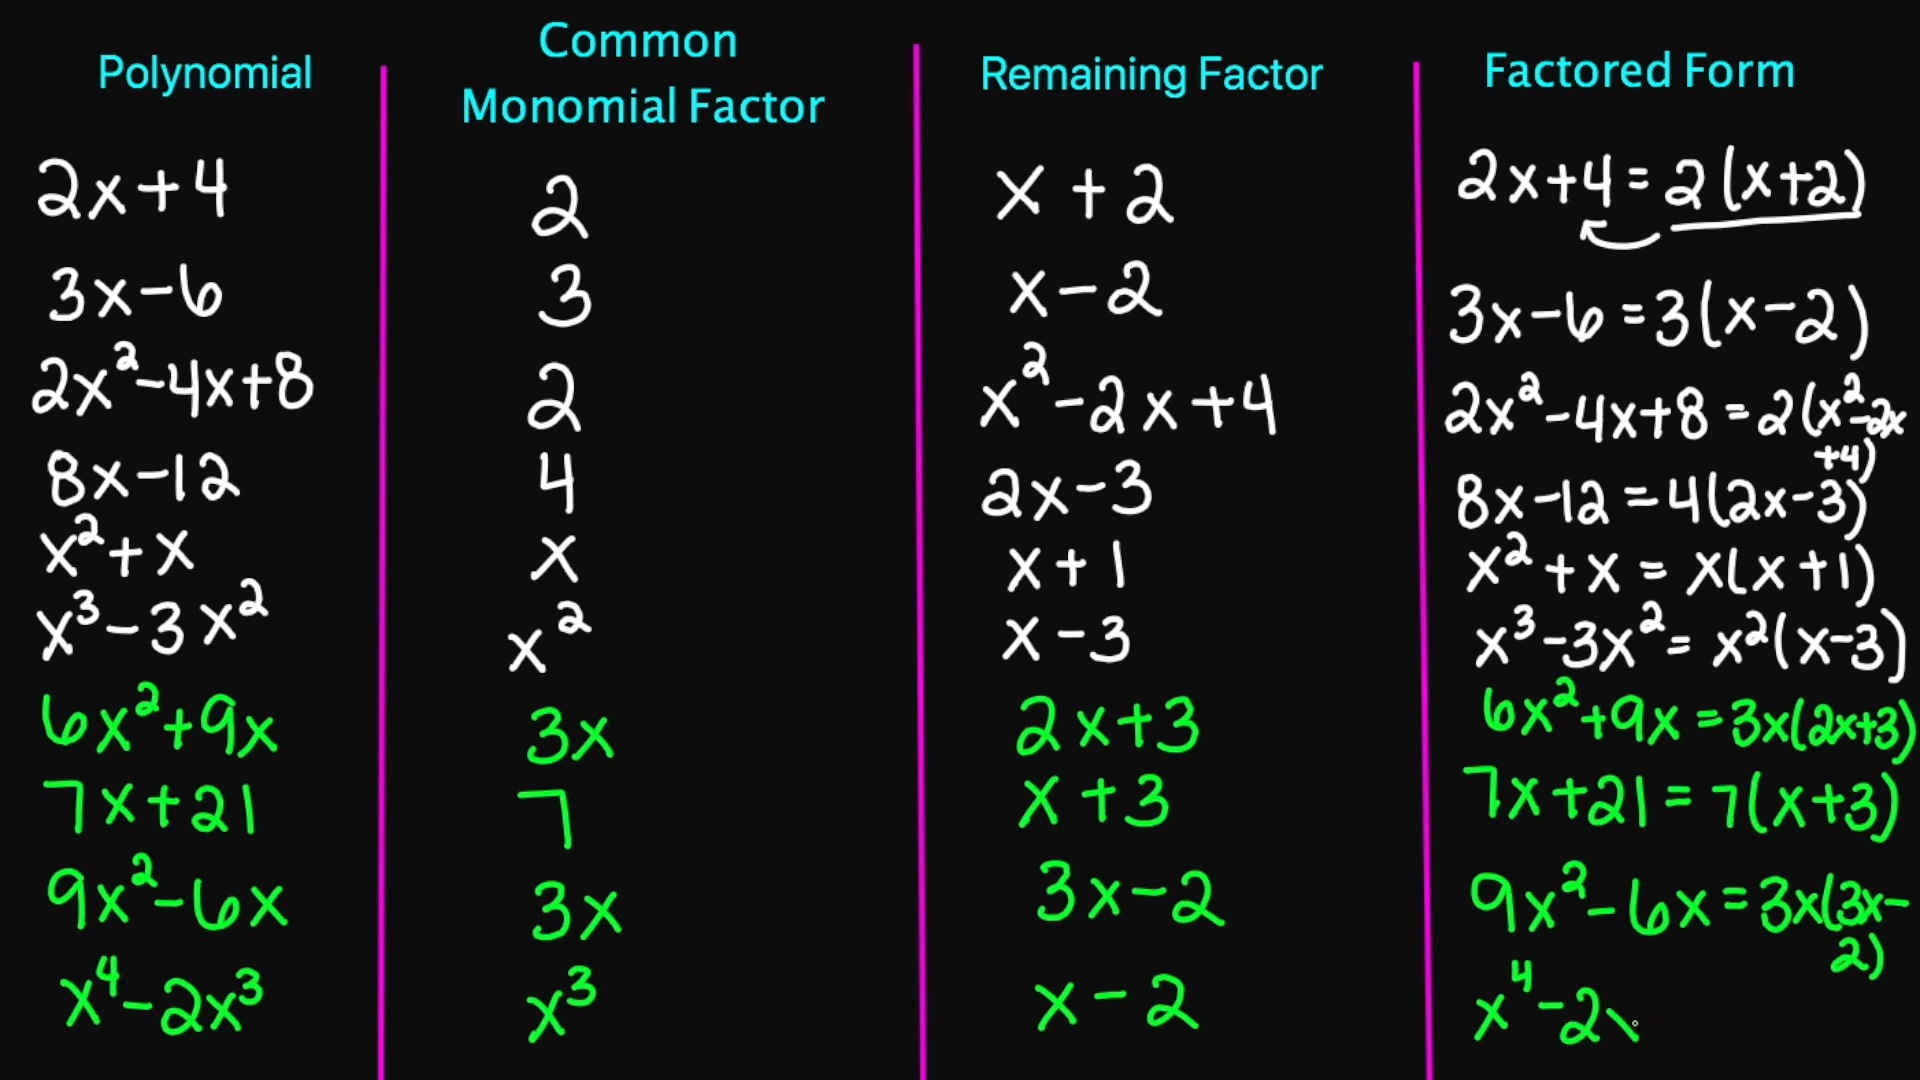 Polynomial Common Monomial Factor Remaining Factor Factored Form
2x+4 2 x+2 2x+4=2(x+2)
3x-6 3 x-2 3x-6=3(x-2)
2x²-4x+8 2 x²-2x+4 2x²-4x+8=2(x²-2x+4)
8x-12 4 2x-3 8x-12=4(2x-3)
x²+x x x+1 x²+x=x(x+1)
x³-3x² x² x-3 x³-3x²=x²(x-3)
6x²+9x 3x 2x+3 6x²+9x=3x(2x+3)
7x+21 7 x+3 7x+21=7(x+3)
9x²-6x 3x 3x-2 9x²-6x=3x(3x-2)
x⁴-2x³ x³ x-2 x⁴-2